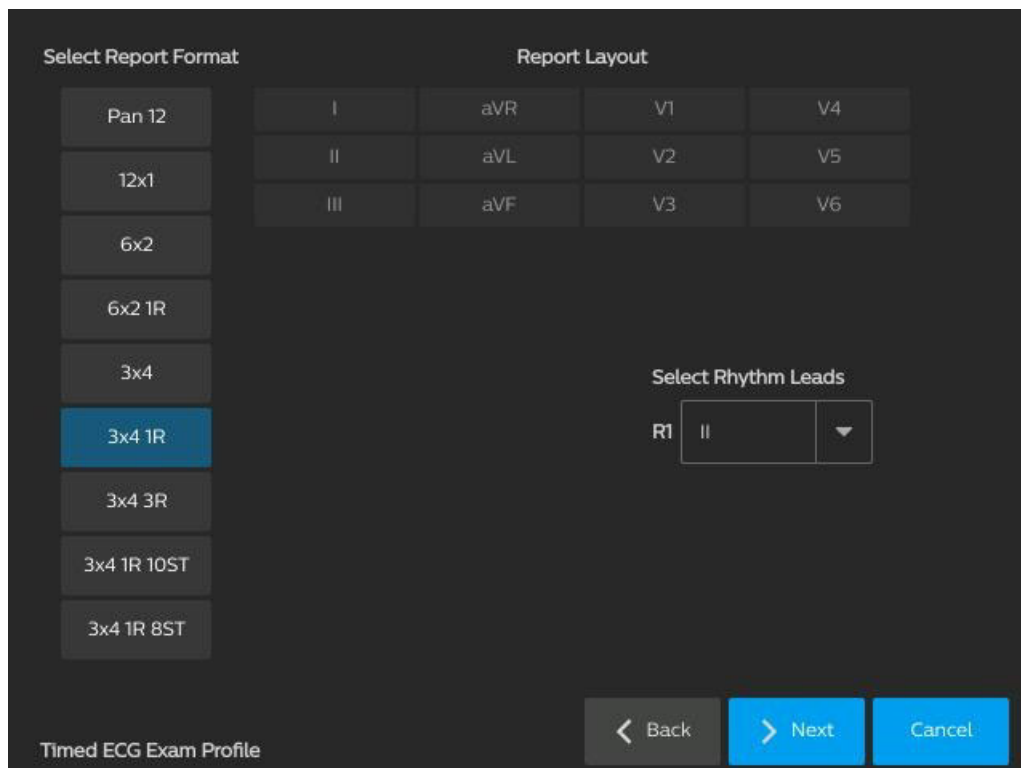 Select Report Format
Report Layout
Pan 12
12x1
6x2
6x2 1R
3x4
3x4 1R
3x4 3R
3x4 1R 10ST
3x4 1R 8ST
I aVR V1 V4
II aVL V2 V5
III aVF V3 V6
Select Rhythm Leads
R1 II
Back
Next
Cancel
Timed ECG Exam Profile